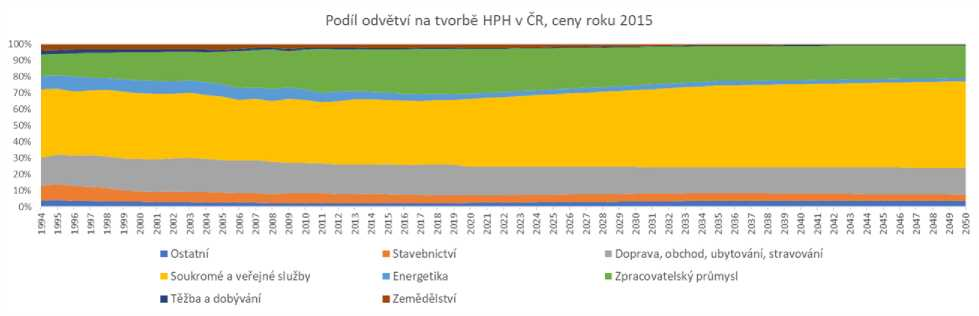 Podíl odvětví na tvorbě HPH v ČR, ceny roku 2015
100%
90%
80%
70%
60%
50%
40%
30%
20%
10%
0%
1994 1995 1996 1997 1998 1999 2000 2001 2002 2003 2004 2005 2006 2007 2008 2009 2010 2011 2012 2013 2014 2015 2016 2017 2018 2019 2020 2021 2022 2023 2024 2025 2026 2027 2028 2029 2030 2031 2032 2033 2034 2035 2036 2037 2038 2039 2040 2041 2042 2043 2044 2045 2046 2047 2048 2049 2050
Ostatní Stavebnictví Doprava, obchod, ubytování, stravování
Soukromé a veřejné služby Energetika Zpracovatelský průmysl
Těžba a dobývání Zemědělství